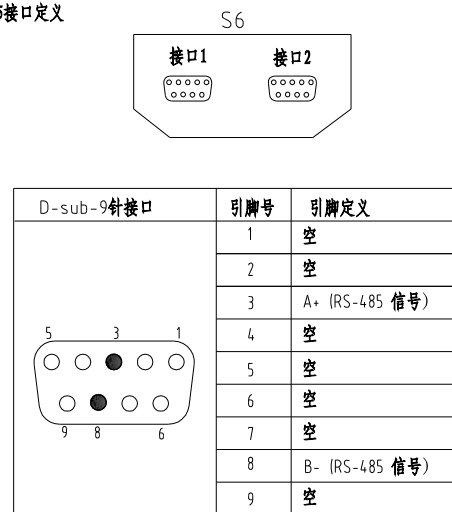 接口定义
S6
接口1 接口2
D-sub-9针接口 引脚号 引脚定义
1 空
2 空
3 A+ (RS-485 信号)
4 空
5 空
6 空
7 空
8 B- (RS-485 信号)
9 空
5 3 1
9 8 6